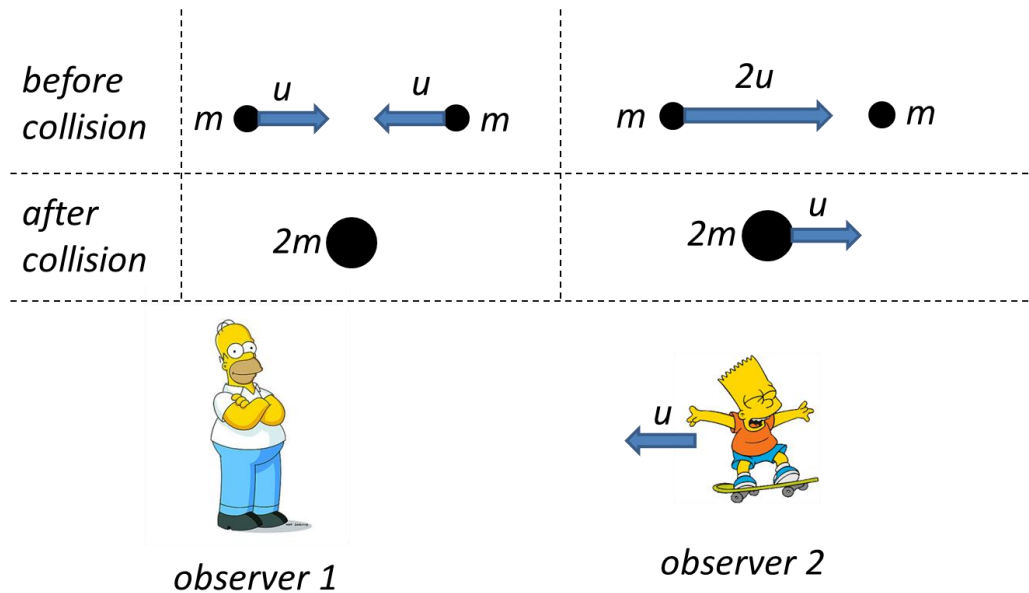 before
collision
m
u
u
m
m
2u
m
after
collision
2m
2m
u
u
observer 1
observer 2